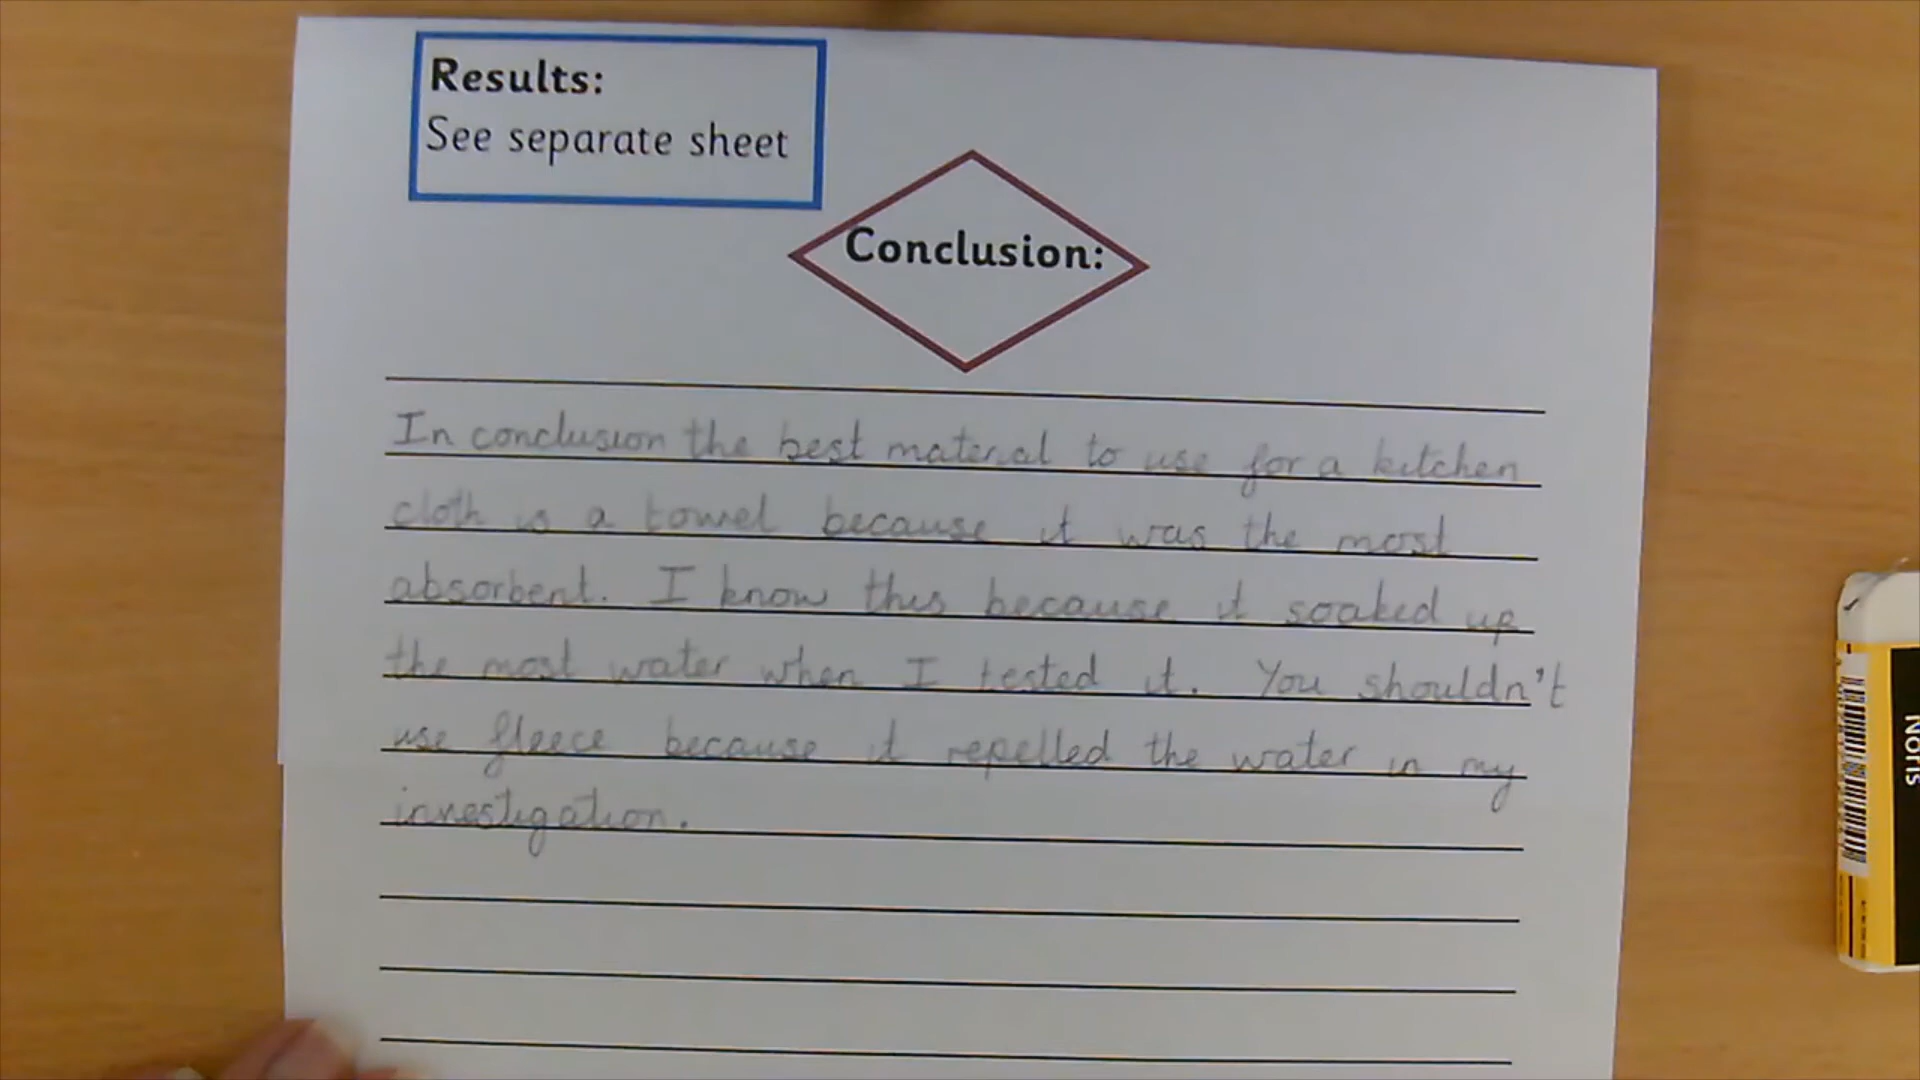 Results:
See separate sheet
Conclusion:
In conclusion the best material to use for a kitchen
cloth is a towel because it was the most
absorbent. I know this because it soaked up
the most water when I tested it. You shouldn't
use fleece because it repelled the water in my
investigation.
NORIS